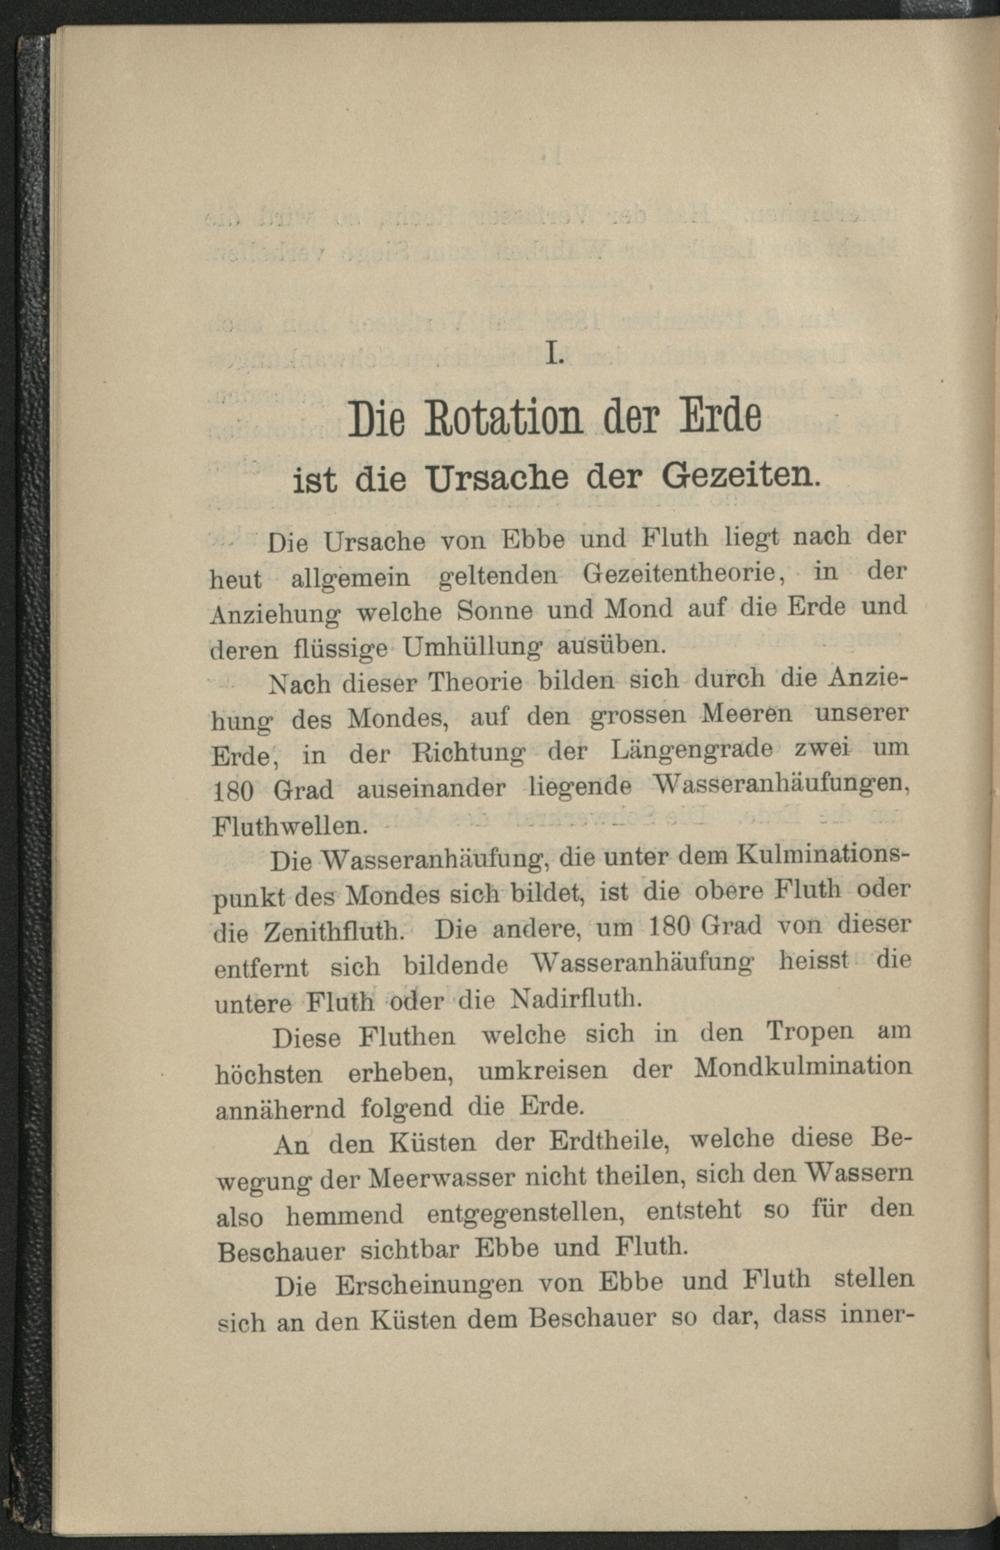 I.
Die Rotation der Erde
ist die Ursache der Gezeiten.
Die Ursache von Ebbe und Fluth liegt nach der
heut allgemein geltenden Gezeitentheorie, in der
Anziehung welche Sonne und Mond auf die Erde und
deren flüssige Umhüllung ausüben.
Nach dieser Theorie bilden sich durch die Anzie-
hung des Mondes, auf den grossen Meeren unserer
Erde, in der Richtung der Längengrade zwei um
180 Grad auseinander liegende Wasseranhäufungen,
Fluthwellen.
Die Wasseranhäufung, die unter dem Kulminations-
punkt des Mondes sich bildet, ist die obere Fluth oder
die Zenithfluth. Die andere, um 180 Grad von dieser
entfernt sich bildende Wasseranhäufung heisst die
untere Fluth oder die Nadirfluth.
Diese Fluthen welche sich in den Tropen am
höchsten erheben, umkreisen der Mondkulmination
annähernd folgend die Erde.
An den Küsten der Erdtheile, welche diese Be-
wegung der Meerwasser nicht theilen, sich den Wassern
also hemmend entgegenstellen, entsteht so für den
Beschauer sichtbar Ebbe und Fluth.
Die Erscheinungen von Ebbe und Fluth stellen
sich an den Küsten dem Beschauer so dar, dass inner-